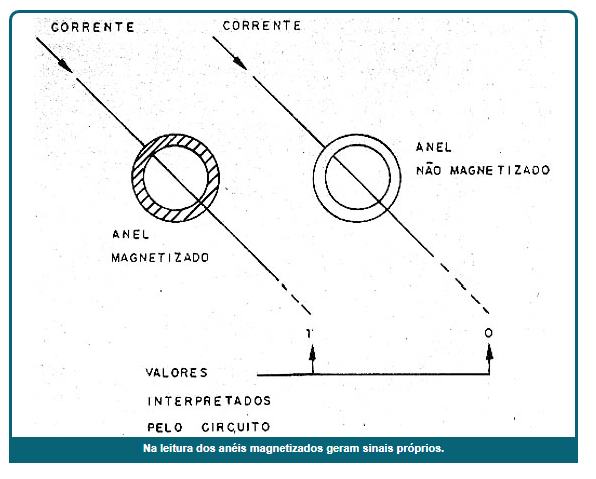 CORRENTE
CORRENTE
ANEL
NÃO MAGNETIZADO
ANEL
MAGNETIZADO
1
0
VALORES
INTERPRETADOS
PELO CIRCUITO
Na leitura dos anéis magnetizados geram sinais próprios.